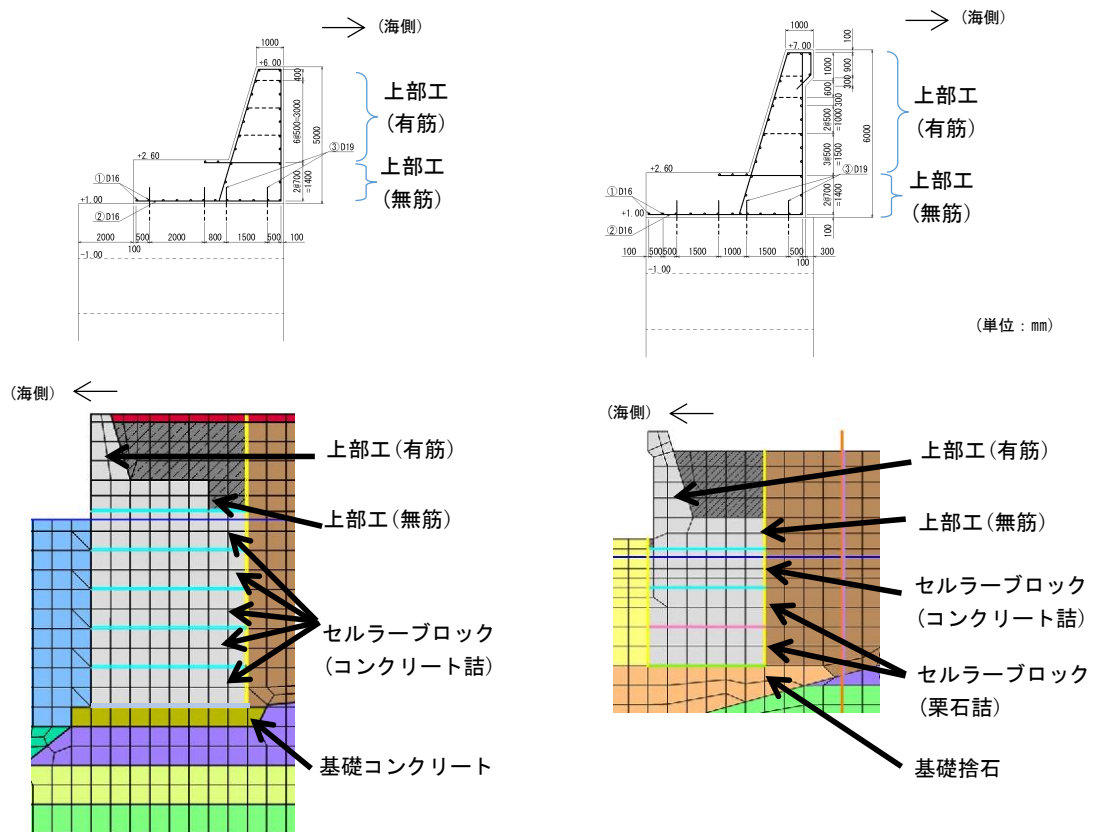 (海側)
1000
+6.00
400
6@500=3000
5000
上部工
(有筋)
③D19
+2.60
上部工
(無筋)
2@700
=1400
①D16
+1.00
②D16
2000
500
2000
800
1500
500
100
100
-1.00
(海側)
1000
+7.00
100
1000
900
300
600
300
2@500
=1000
3@500
=1500
6000
上部工
(有筋)
+2.60
③D19
上部工
(無筋)
2@700
=1400
①D16
+1.00
②D16
100
100
500
500
1500
1000
1500
500
300
100
-1.00
(単位：mm)
(海側)
上部工(有筋)
上部工(無筋)
セルラーブロック
(コンクリート詰)
基礎コンクリート
(海側)
上部工(有筋)
上部工(無筋)
セルラーブロック
(コンクリート詰)
セルラーブロック
(栗石詰)
基礎捨石